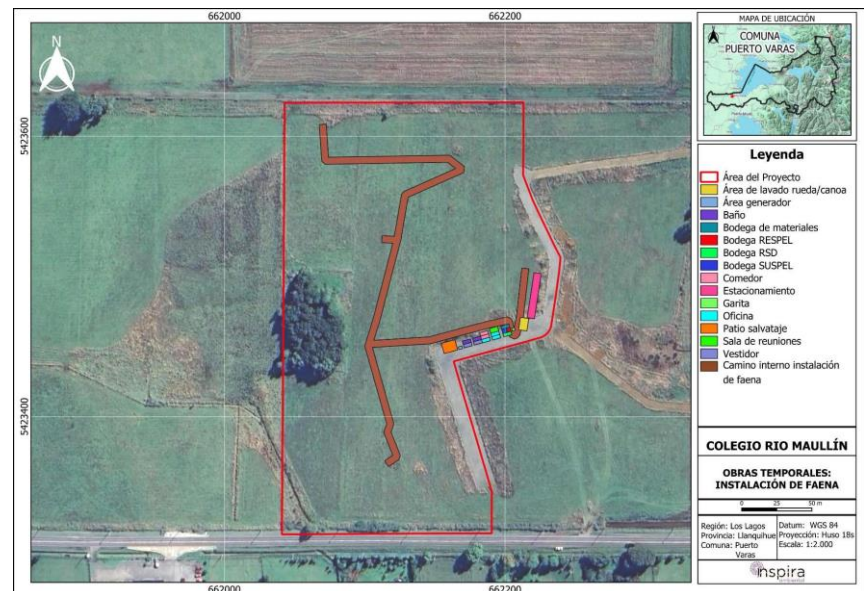 662000
662200
N
5423600
5423400
662000
662200
MAPA DE UBICACIÓN
COMUNA
PUERTO VARAS
Leyenda
Área del Proyecto
Área de lavado rueda/canoa
Área generador
Baño
Bodega de materiales
Bodega RESPEL
Bodega RSD
Bodega SUSPEL
Comedor
Estacionamiento
Garita
Oficina
Patio salvataje
Sala de reuniones
Vestidor
Camino interno instalación
de faena
COLEGIO RIO MAULLÍN
OBRAS TEMPORALES:
INSTALACIÓN DE FAENA
0 25 50 m
Región: Los Lagos
Provincia: Llanquihue
Comuna: Puerto
Varas
Datum: WGS 84
Proyección: Huso 18s
Escala: 1:2.000
inspira